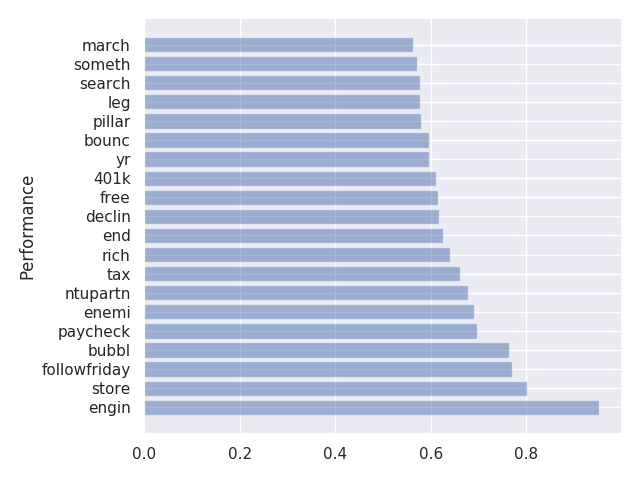 march
someth
search
leg
pillar
bounc
yr
401k
free
declin
end
rich
tax
ntupartn
enemi
paycheck
bubbl
followfriday
store
engin
Performance
0.0 0.2 0.4 0.6 0.8